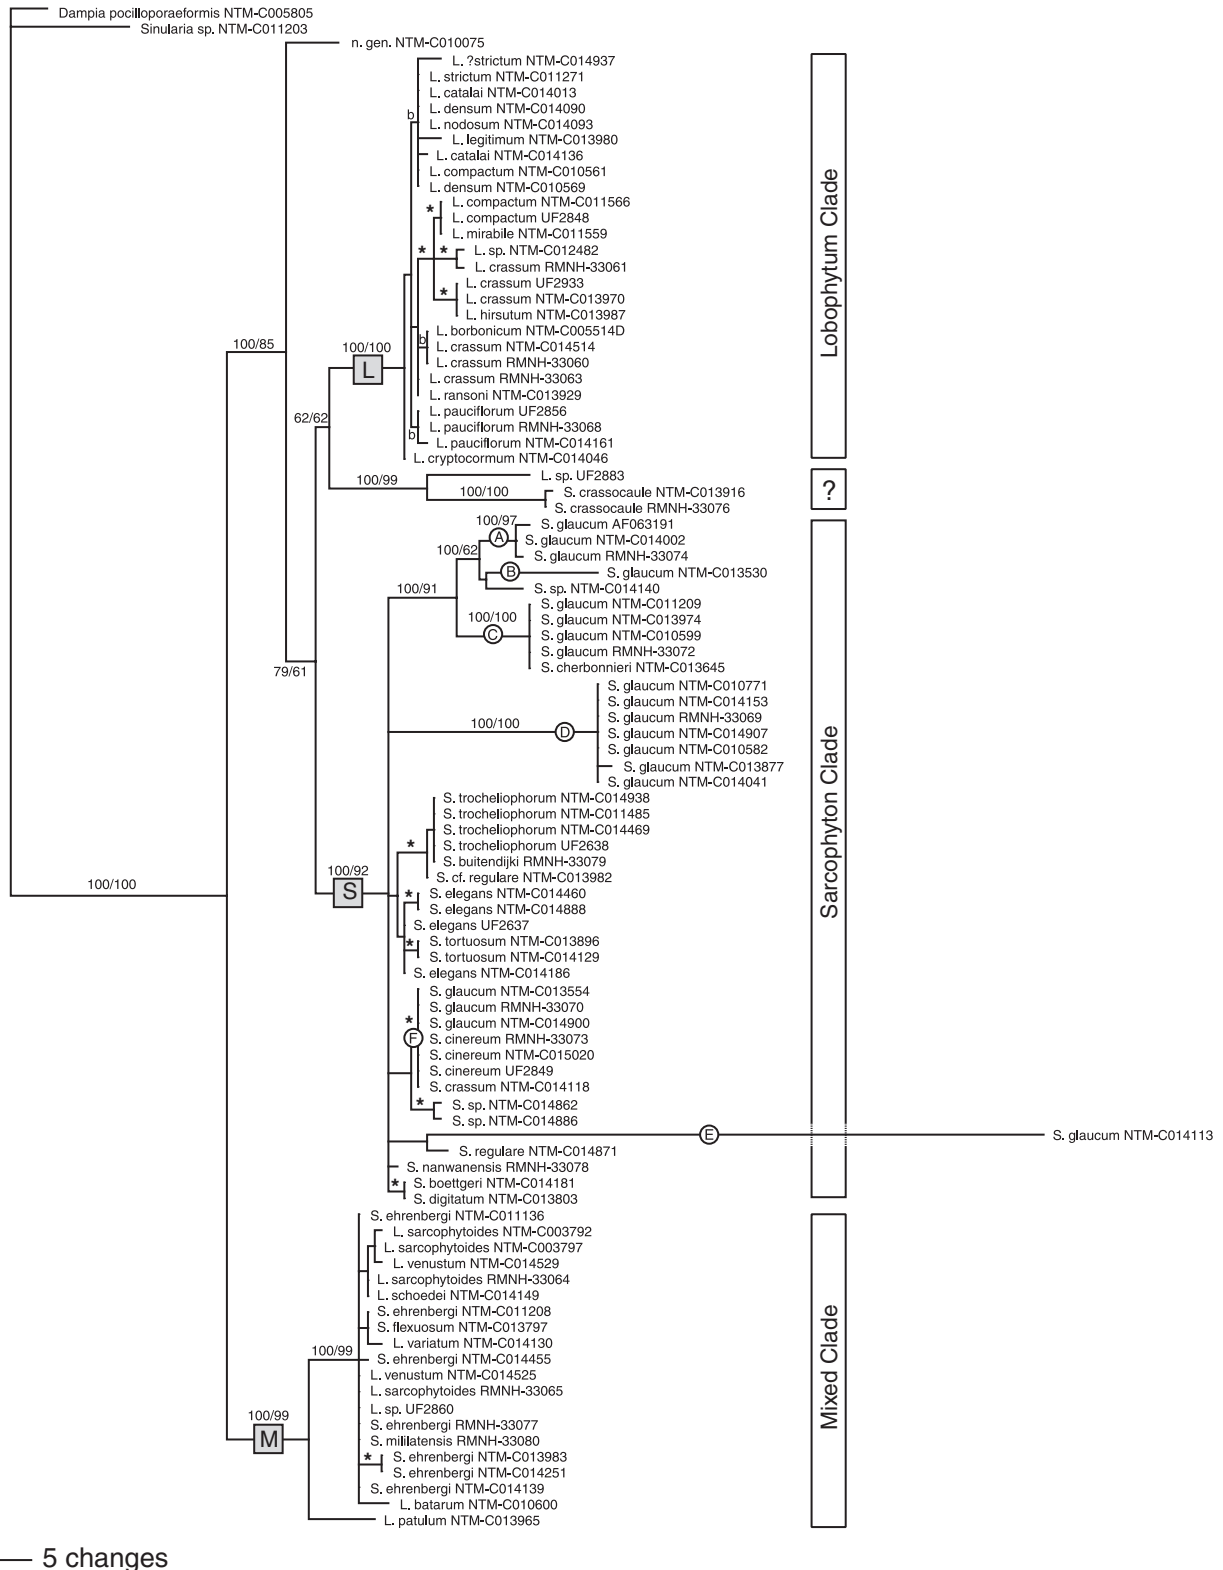 Dampia pocilloporaeformis NTM-C005805
Sinularia sp. NTM-C011203
n. gen. NTM-C010075
L. ?strictum NTM-C014937
L. strictum NTM-C011271
L. catalai NTM-C014013
L. densum NTM-C014090
b
L. nodosum NTM-C014093
L. legitimum NTM-C013980
L. catalai NTM-C014136
L. compactum NTM-C010561
L. densum NTM-C010569
L. compactum NTM-C011566
*
L. compactum UF2848
L. mirabile NTM-C011559
* *
L. sp. NTM-C012482
L. crassum RMNH-33061
L. crassum UF2933
*
L. crassum NTM-C013970
L. hirsutum NTM-C013987
L. borbonicum NTM-C005514D
b
L. crassum NTM-C014514
100/85
100/100
L
L. crassum RMNH-33060
L. crassum RMNH-33063
L. ransoni NTM-C013929
L. pauciflorum UF2856
62/62
L. pauciflorum RMNH-33068
b
L. pauciflorum NTM-C014161
L. cryptocormum NTM-C014046
Lobophytum Clade
L. sp. UF2883
100/99
100/100
S. crassocaule NTM-C013916
S. crassocaule RMNH-33076
?
100/97
S. glaucum AF063191
A
S. glaucum NTM-C014002
100/62
S. glaucum RMNH-33074
B
S. glaucum NTM-C013530
100/91
S. sp. NTM-C014140
S. glaucum NTM-C011209
100/100
S. glaucum NTM-C013974
C
S. glaucum NTM-C010599
S. glaucum RMNH-33072
79/61
S. cherbonnieri NTM-C013645
S. glaucum NTM-C010771
S. glaucum NTM-C014153
S. glaucum RMNH-33069
100/100
D
S. glaucum NTM-C014907
S. glaucum NTM-C010582
S. glaucum NTM-C013877
S. glaucum NTM-C014041
S. trocheliophorum NTM-C014938
S. trocheliophorum NTM-C011485
S. trocheliophorum NTM-C014469
*
S. trocheliophorum UF2638
S. buitendijki RMNH-33079
S. cf. regulare NTM-C013982
100/100
100/92
S
*
S. elegans NTM-C014460
S. elegans NTM-C014888
S. elegans UF2637
*
S. tortuosum NTM-C013896
S. tortuosum NTM-C014129
S. elegans NTM-C014186
S. glaucum NTM-C013554
S. glaucum RMNH-33070
*
S. glaucum NTM-C014900
F
S. cinereum RMNH-33073
S. cinereum NTM-C015020
S. cinereum UF2849
S. crassum NTM-C014118
*
S. sp. NTM-C014862
S. sp. NTM-C014886
E
S. glaucum NTM-C014113
S. regulare NTM-C014871
S. nanwanensis RMNH-33078
*
S. boettgeri NTM-C014181
S. digitatum NTM-C013803
Sarcophyton Clade
S. ehrenbergi NTM-C011136
L. sarcophytoides NTM-C003792
L. sarcophytoides NTM-C003797
L. venustum NTM-C014529
L. sarcophytoides RMNH-33064
L. schoedei NTM-C014149
S. ehrenbergi NTM-C011208
S. flexuosum NTM-C013797
L. variatum NTM-C014130
100/99
S. ehrenbergi NTM-C014455
L. venustum NTM-C014525
L. sarcophytoides RMNH-33065
L. sp. UF2860
100/99
M
S. ehrenbergi RMNH-33077
S. mililatensis RMNH-33080
*
S. ehrenbergi NTM-C013983
S. ehrenbergi NTM-C014251
S. ehrenbergi NTM-C014139
L. batarum NTM-C010600
L. patulum NTM-C013965
Mixed Clade
5 changes